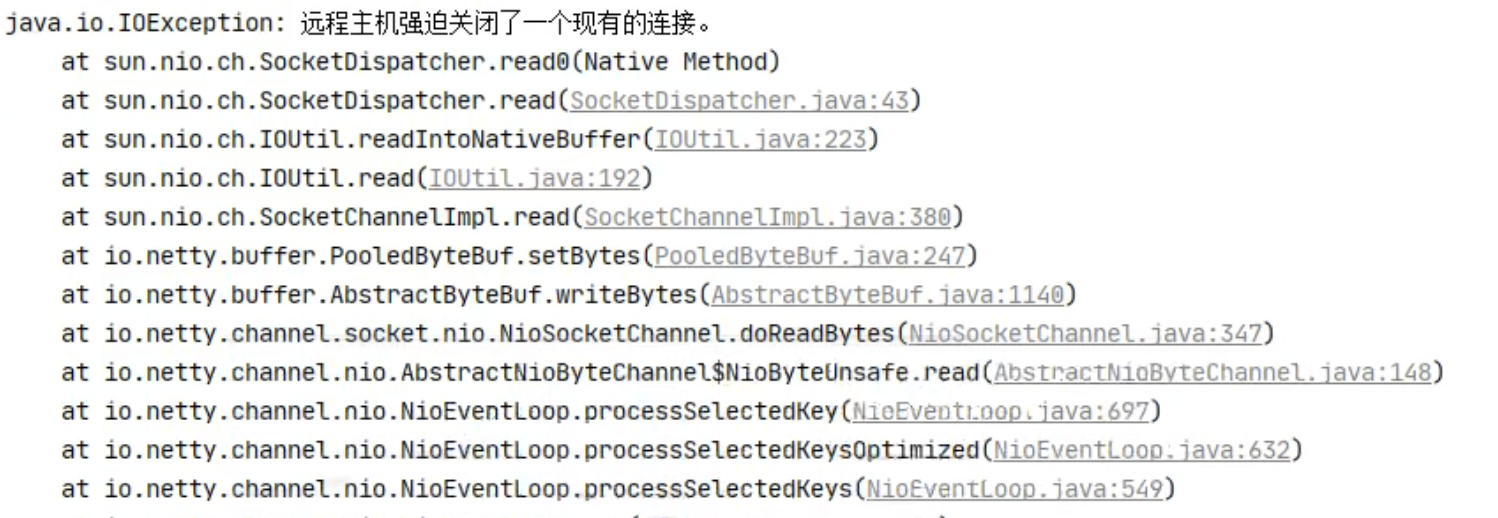 java.io.IOException: 远程主机强迫关闭了一个现有的连接。
at sun.nio.ch.SocketDispatcher.read0(Native Method)
at sun.nio.ch.SocketDispatcher.read(SocketDispatcher.java:43)
at sun.nio.ch.IOUtil.readIntoNativeBuffer(IOUtil.java:223)
at sun.nio.ch.IOUtil.read(IOUtil.java:192)
at sun.nio.ch.SocketChannelImpl.read(SocketChannelImpl.java:380)
at io.netty.buffer.PooledByteBuf.setBytes(PooledByteBuf.java:247)
at io.netty.buffer.AbstractByteBuf.writeBytes(AbstractByteBuf.java:1140)
at io.netty.channel.socket.nio.NioSocketChannel.doReadBytes(NioSocketChannel.java:347)
at io.netty.channel.nio.AbstractNioByteChannel$NioByteUnsafe.read(AbstractNioByteChannel.java:148)
at io.netty.channel.nio.NioEventLoop.processSelectedKey(NioEventLoop.java:697)
at io.netty.channel.nio.NioEventLoop.processSelectedKeysOptimized(NioEventLoop.java:632)
at io.netty.channel.nio.NioEventLoop.processSelectedKeys(NioEventLoop.java:549)